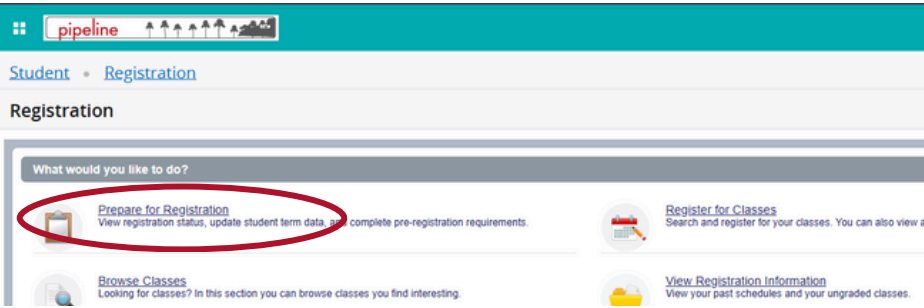 pipeline
Student • Registration
Registration
What would you like to do?
Prepare for Registration
View registration status, update student term data, and complete pre-registration requirements.
Register for Classes
Search and register for your classes. You can also view a
Browse Classes
Looking for classes? In this section you can browse classes you find interesting.
View Registration Information
View your past schedules and your ungraded classes.